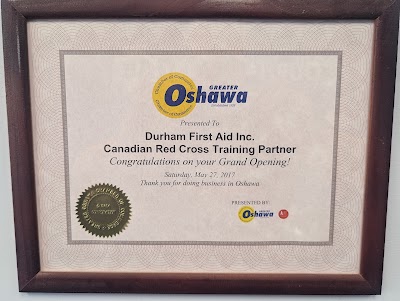 GREATER
Oshawa
Presented To
Durham First Aid Inc.
Canadian Red Cross Training Partner
Congratulations on your Grand Opening!
Saturday, May 27, 2017
Thank you for doing business in Oshawa
PRESENTED BY:
GREATER
Oshawa